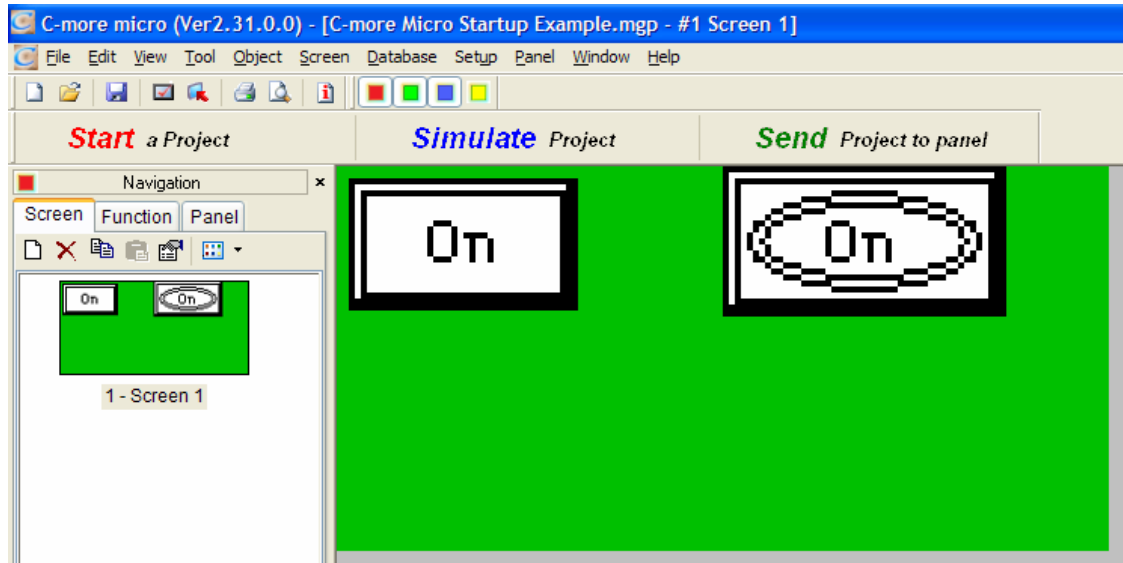 C-more micro (Ver2.31.0.0) - [C-more Micro Startup Example.mgp - #1 Screen 1]
File Edit View Tool Object Screen Database Setup Panel Window Help
Start a Project Simulate Project Send Project to panel
Navigation
Screen Function Panel
On On
1 - Screen 1
On On